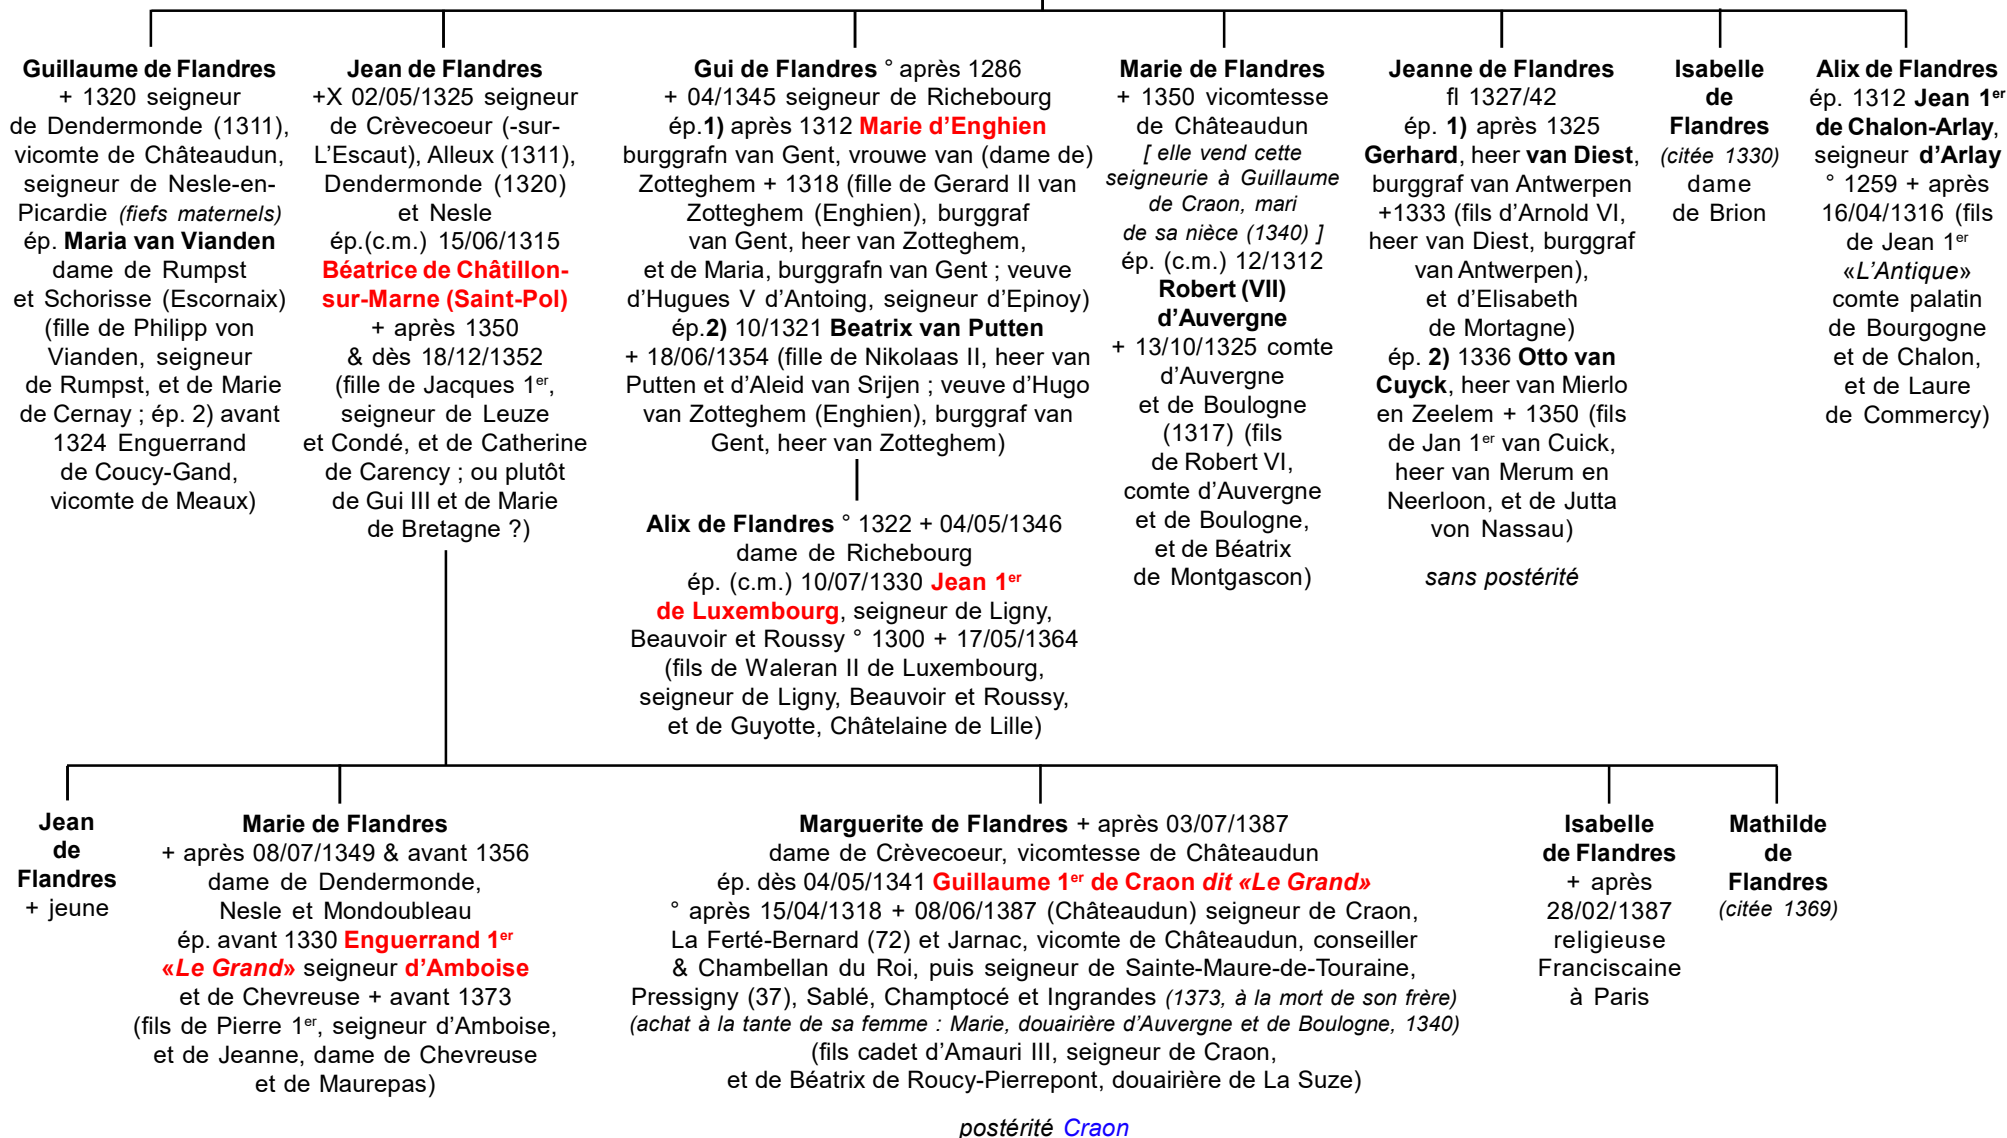 Guillaume de Flandres
+ 1320 seigneur
de Dendermonde (1311),
vicomte de Châteaudun,
seigneur de Nesle-en-
Picardie (fiefs maternels)
ép. Maria van Vianden
dame de Rumpst
et Schorisse (Escornaix)
(fille de Philipp von
Vianden, seigneur
de Rumpst, et de Marie
de Cernay ; ép. 2) avant
1324 Enguerrand
de Coucy-Gand,
vicomte de Meaux)
Jean de Flandres
+X 02/05/1325 seigneur
de Crèvecoeur (-sur-
L'Escaut), Alleux (1311),
Dendermonde (1320)
et Nesle
ép.(c.m.) 15/06/1315
Béatrice de Châtillon-
sur-Marne (Saint-Pol)
+ après 1350
& dès 18/12/1352
(fille de Jacques 1er,
seigneur de Leuze
et Condé, et de Catherine
de Carency ; ou plutôt
de Gui III et de Marie
de Bretagne ?)
Gui de Flandres ° après 1286
+ 04/1345 seigneur de Richebourg
ép.1) après 1312 Marie d'Enghien
burggrafn van Gent, vrouwe van (dame de)
Zotteghem + 1318 (fille de Gerard II van
Zotteghem (Enghien), burggraf
van Gent, heer van Zotteghem,
et de Maria, burggrafn van Gent ; veuve
d'Hugues V d'Antoing, seigneur d'Epinoy)
ép.2) 10/1321 Beatrix van Putten
+ 18/06/1354 (fille de Nikolaas II, heer van
Putten et d'Aleid van Srijen ; veuve d'Hugo
van Zotteghem (Enghien), burggraf van
Gent, heer van Zotteghem)
Marie de Flandres
+ 1350 vicomtesse
de Châteaudun
[ elle vend cette
seigneurie à Guillaume
de Craon, mari
de sa nièce (1340) ]
ép. (c.m.) 12/1312
Robert (VII)
d'Auvergne
+ 13/10/1325 comte
d'Auvergne
et de Boulogne
(1317) (fils
de Robert VI,
comte d'Auvergne
et de Boulogne,
et de Béatrix
de Montgascon)
Jeanne de Flandres
fl 1327/42
ép. 1) après 1325
Gerhard, heer van Diest,
burggraf van Antwerpen
+1333 (fils d'Arnold VI,
heer van Diest, burggraf
van Antwerpen),
et d'Elisabeth
de Mortagne)
ép. 2) 1336 Otto van
Cuyck, heer van Mierlo
en Zeelem + 1350 (fils
de Jan 1er van Cuick,
heer van Merum en
Neerloon, et de Jutta
von Nassau)
sans postérité
Isabelle
de
Flandres
(citée 1330)
dame
de Brion
Alix de Flandres
ép. 1312 Jean 1er
de Chalon-Arlay,
seigneur d'Arlay
° 1259 + après
16/04/1316 (fils
de Jean 1er
«L'Antique»
comte palatin
de Bourgogne
et de Chalon,
et de Laure
de Commercy)
Alix de Flandres ° 1322 + 04/05/1346
dame de Richebourg
ép. (c.m.) 10/07/1330 Jean 1er
de Luxembourg, seigneur de Ligny,
Beauvoir et Roussy ° 1300 + 17/05/1364
(fils de Waleran II de Luxembourg,
seigneur de Ligny, Beauvoir et Roussy,
et de Guyotte, Châtelaine de Lille)
Jean
de
Flandres
+ jeune
Marie de Flandres
+ après 08/07/1349 & avant 1356
dame de Dendermonde,
Nesle et Mondoubleau
ép. avant 1330 Enguerrand 1er
«Le Grand» seigneur d'Amboise
et de Chevreuse + avant 1373
(fils de Pierre 1er, seigneur d'Amboise,
et de Jeanne, dame de Chevreuse
et de Maurepas)
Marguerite de Flandres + après 03/07/1387
dame de Crèvecoeur, vicomtesse de Châteaudun
ép. dès 04/05/1341 Guillaume 1er de Craon dit «Le Grand»
° après 15/04/1318 + 08/06/1387 (Châteaudun) seigneur de Craon,
La Ferté-Bernard (72) et Jarnac, vicomte de Châteaudun, conseiller
& Chambellan du Roi, puis seigneur de Sainte-Maure-de-Touraine,
Pressigny (37), Sablé, Champtocé et Ingrandes (1373, à la mort de son frère)
(achat à la tante de sa femme : Marie, douairière d'Auvergne et de Boulogne, 1340)
(fils cadet d'Amauri III, seigneur de Craon,
et de Béatrix de Roucy-Pierrepont, douairière de La Suze)
postérité Craon
Isabelle
de Flandres
+ après
28/02/1387
religieuse
Franciscaine
à Paris
Mathilde
de
Flandres
(citée 1369)